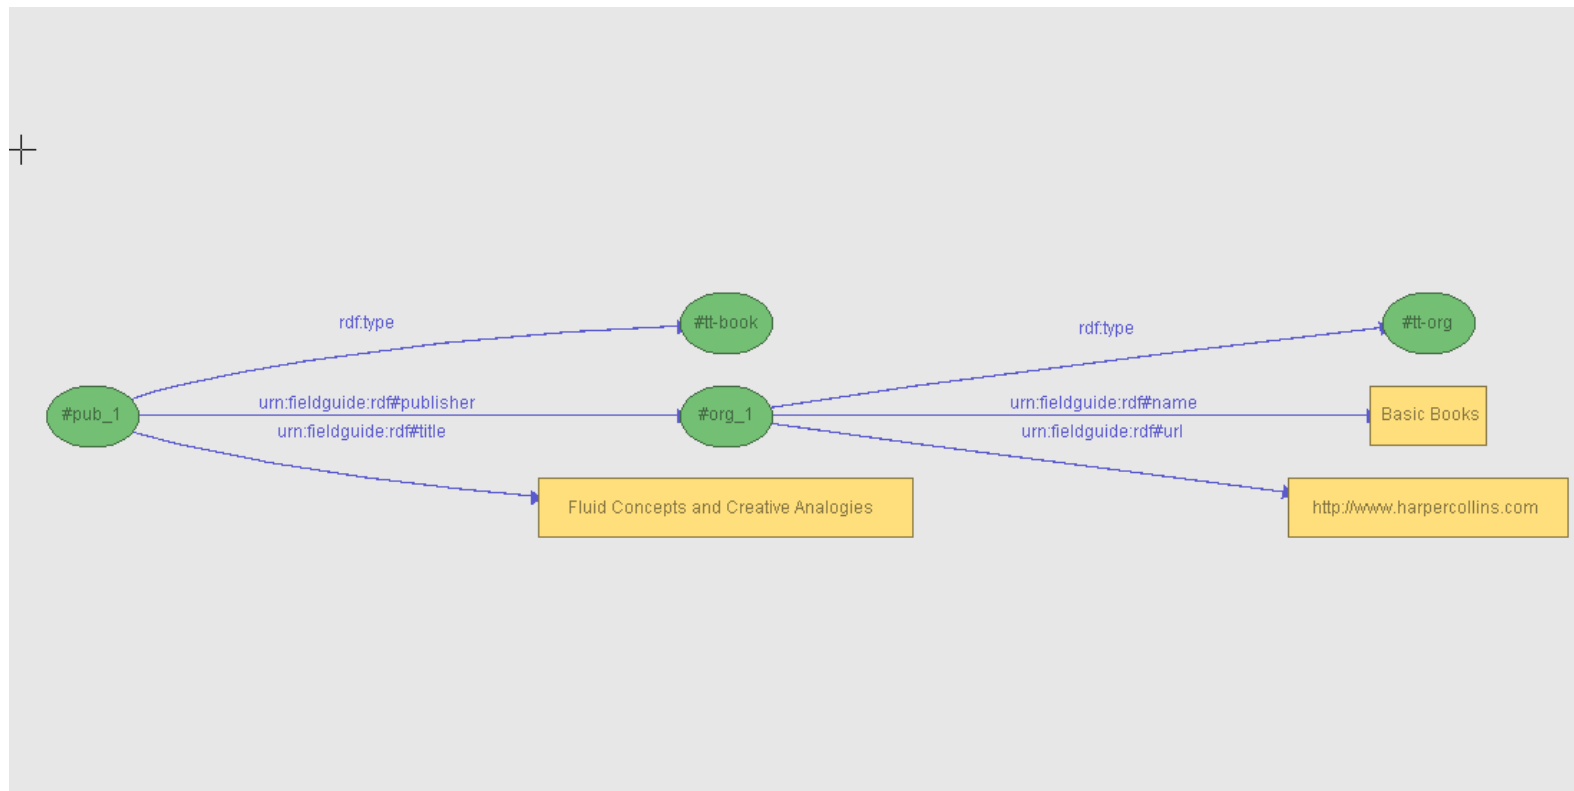 rdf:type
#tt-book
rdf:type
#tt-org
#pub_1
urn:fieldguide:rdf#publisher
urn:fieldguide:rdf#title
#org_1
urn:fieldguide:rdf#name
urn:fieldguide:rdf#url
Basic Books
Fluid Concepts and Creative Analogies
http://www.harpercollins.com